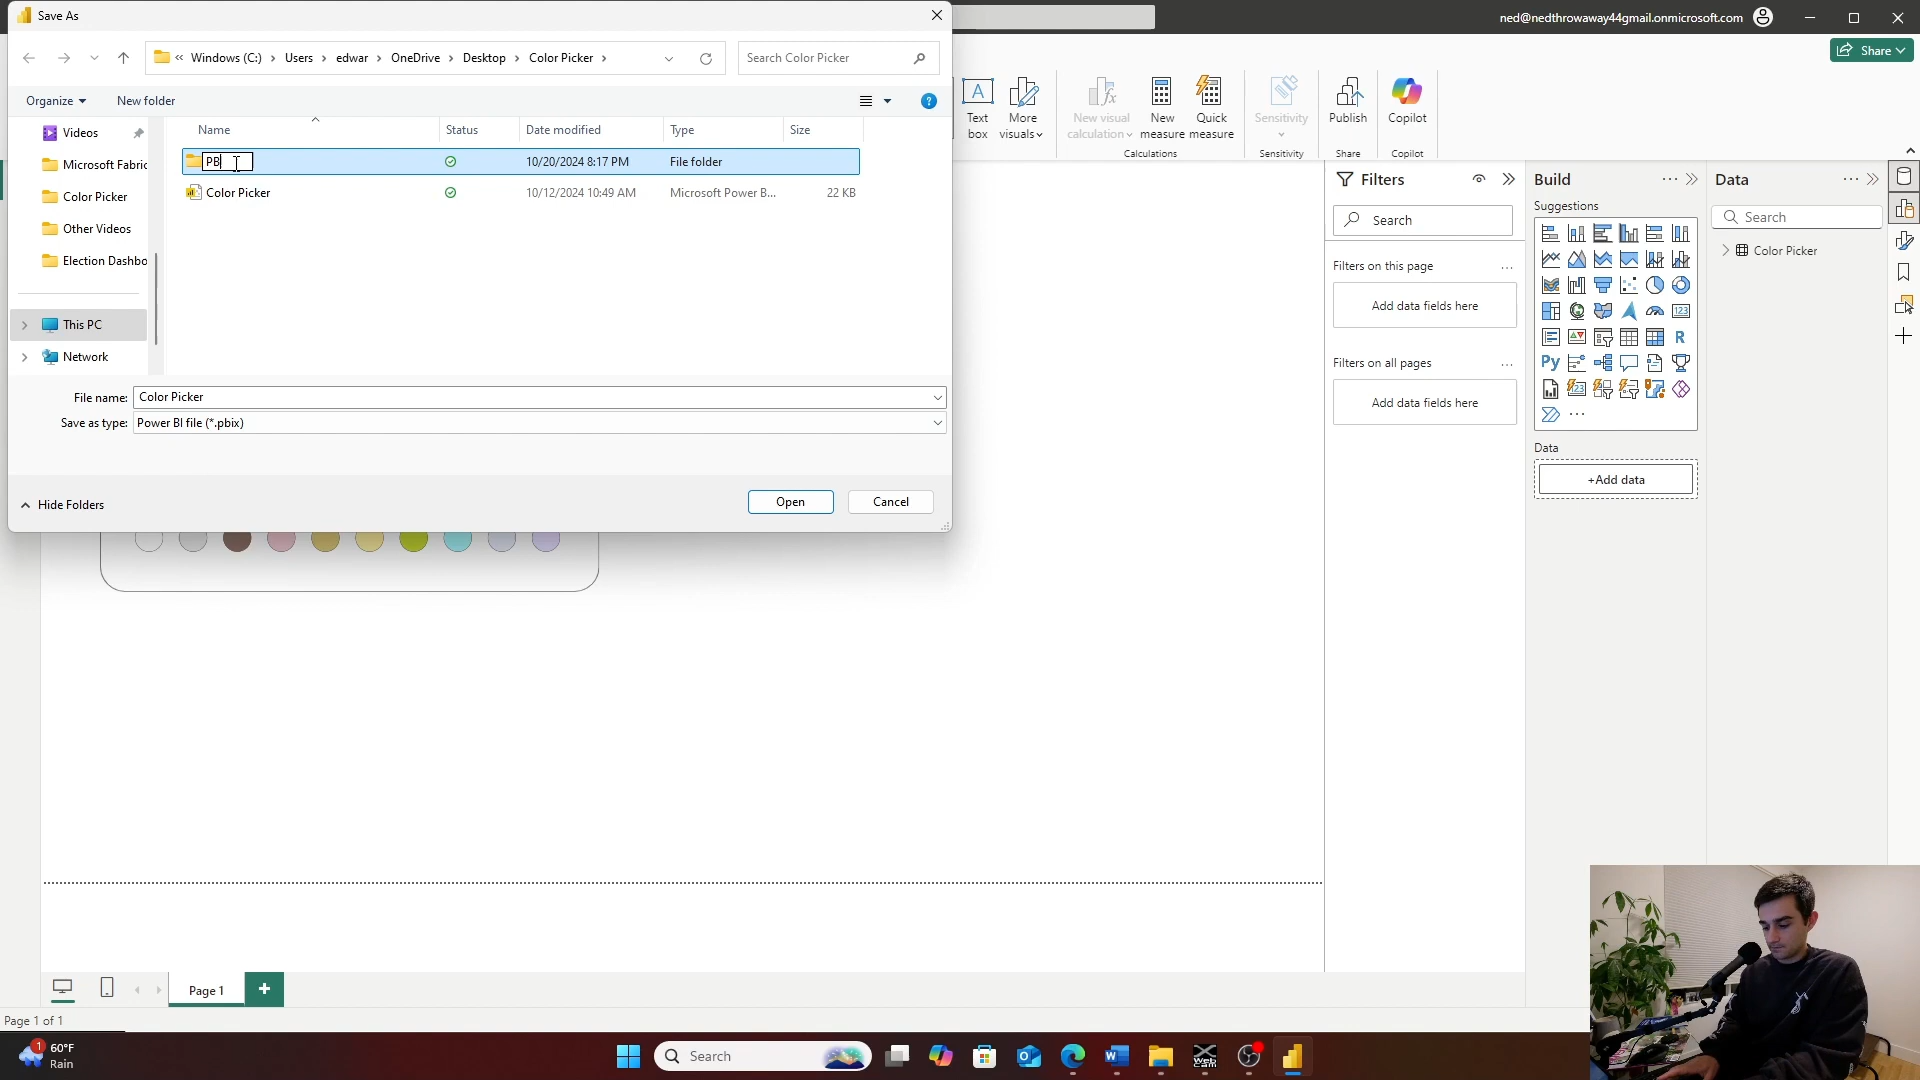 Save As
ned@nedthrowaway44gmail.onmicrosoft.com
Share
« Windows (C:) › Users › edwar › OneDrive › Desktop › Color Picker ›
Search Color Picker
Organize
New folder
Name
Status
Date modified
Type
Size
PB
10/20/2024 8:17 PM
File folder
Color Picker
10/12/2024 10:49 AM
Microsoft Power B...
22 KB
Videos
Microsoft Fabric
Color Picker
Other Videos
Election Dashbo
This PC
Network
File name: Color Picker
Save as type: Power BI file (*.pbix)
Hide Folders
Open
Cancel
Text box
More visuals
New visual calculation
New measure
Quick measure
Calculations
Sensitivity
Sensitivity
Publish
Share
Copilot
Copilot
Filters
Search
Filters on this page
Add data fields here
Filters on all pages
Add data fields here
Build
Suggestions
123
R
Py
123
Data
+Add data
Data
Search
Color Picker
Page 1
Page 1 of 1
1
60°F
Rain
Search
WEB CAM